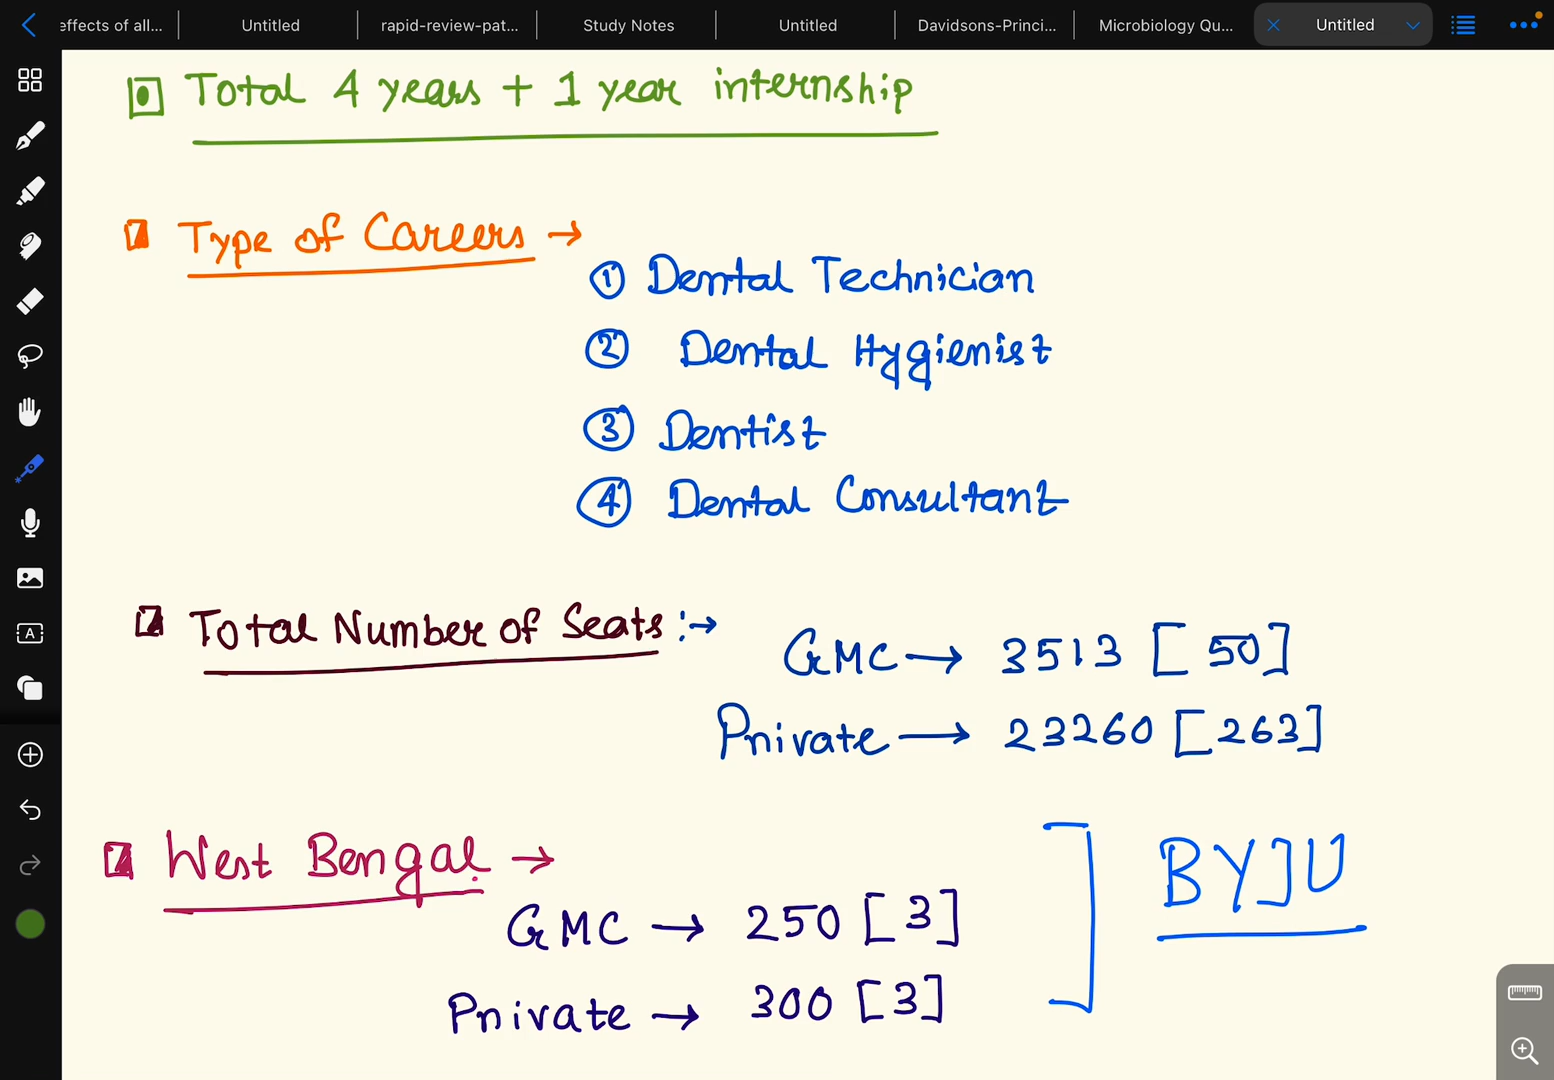 effects of all... Untitled rapid-review-pat... Study Notes Untitled Davidsons-Princi... Microbiology Qu... Untitled
Total 4 years + 1 year internship
Type of Careers →
① Dental Technician
② Dental Hygienist
③ Dentist
④ Dental Consultant
Total Number of Seats :→
GMC → 3513 [50]
Private → 23260 [263]
West Bengal →
GMC → 250 [3]
Private → 300 [3]
BYJU